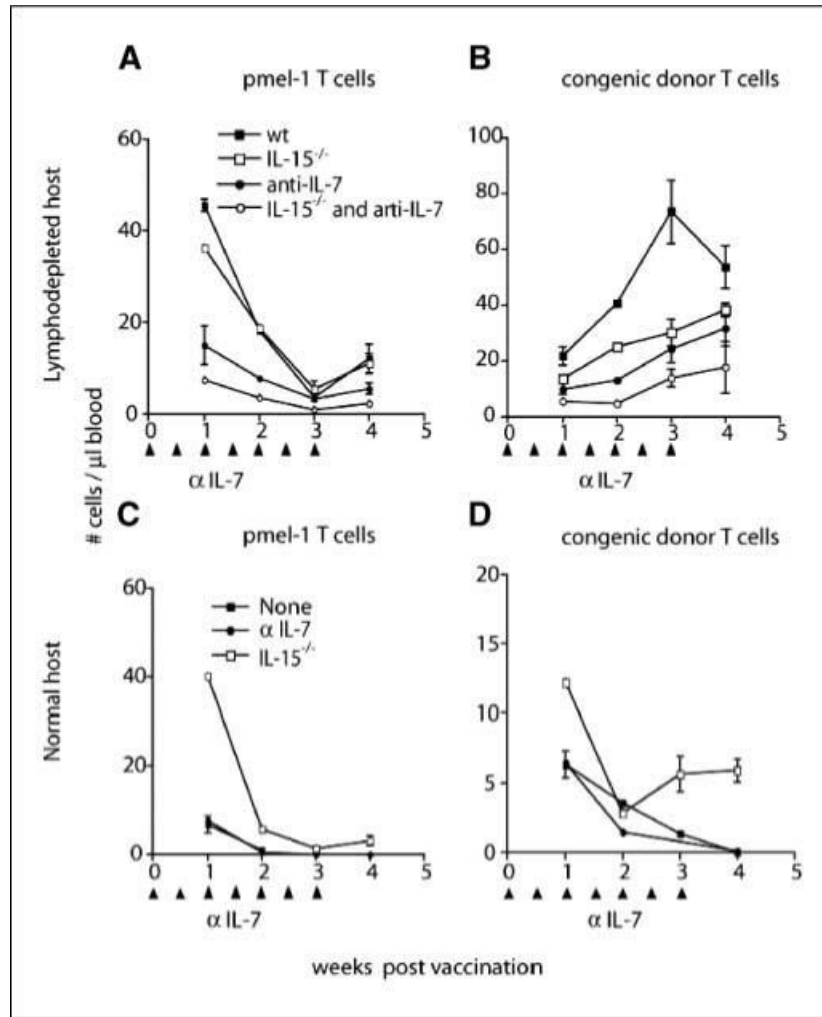 A
pmel-1 T cells
B
congenic donor T cells
Lymphodepleted host
# cells / μl blood
60
40
20
0
wt
IL-15-/-
anti-IL-7
IL-15-/- and arti-IL-7
0 1 2 3 4 5
α IL-7
100
80
60
40
20
0
0 1 2 3 4 5
α IL-7
C
pmel-1 T cells
D
congenic donor T cells
Normal host
60
40
20
0
None
α IL-7
IL-15-/-
0 1 2 3 4 5
α IL-7
20
15
10
5
0
0 1 2 3 4 5
α IL-7
weeks post vaccination